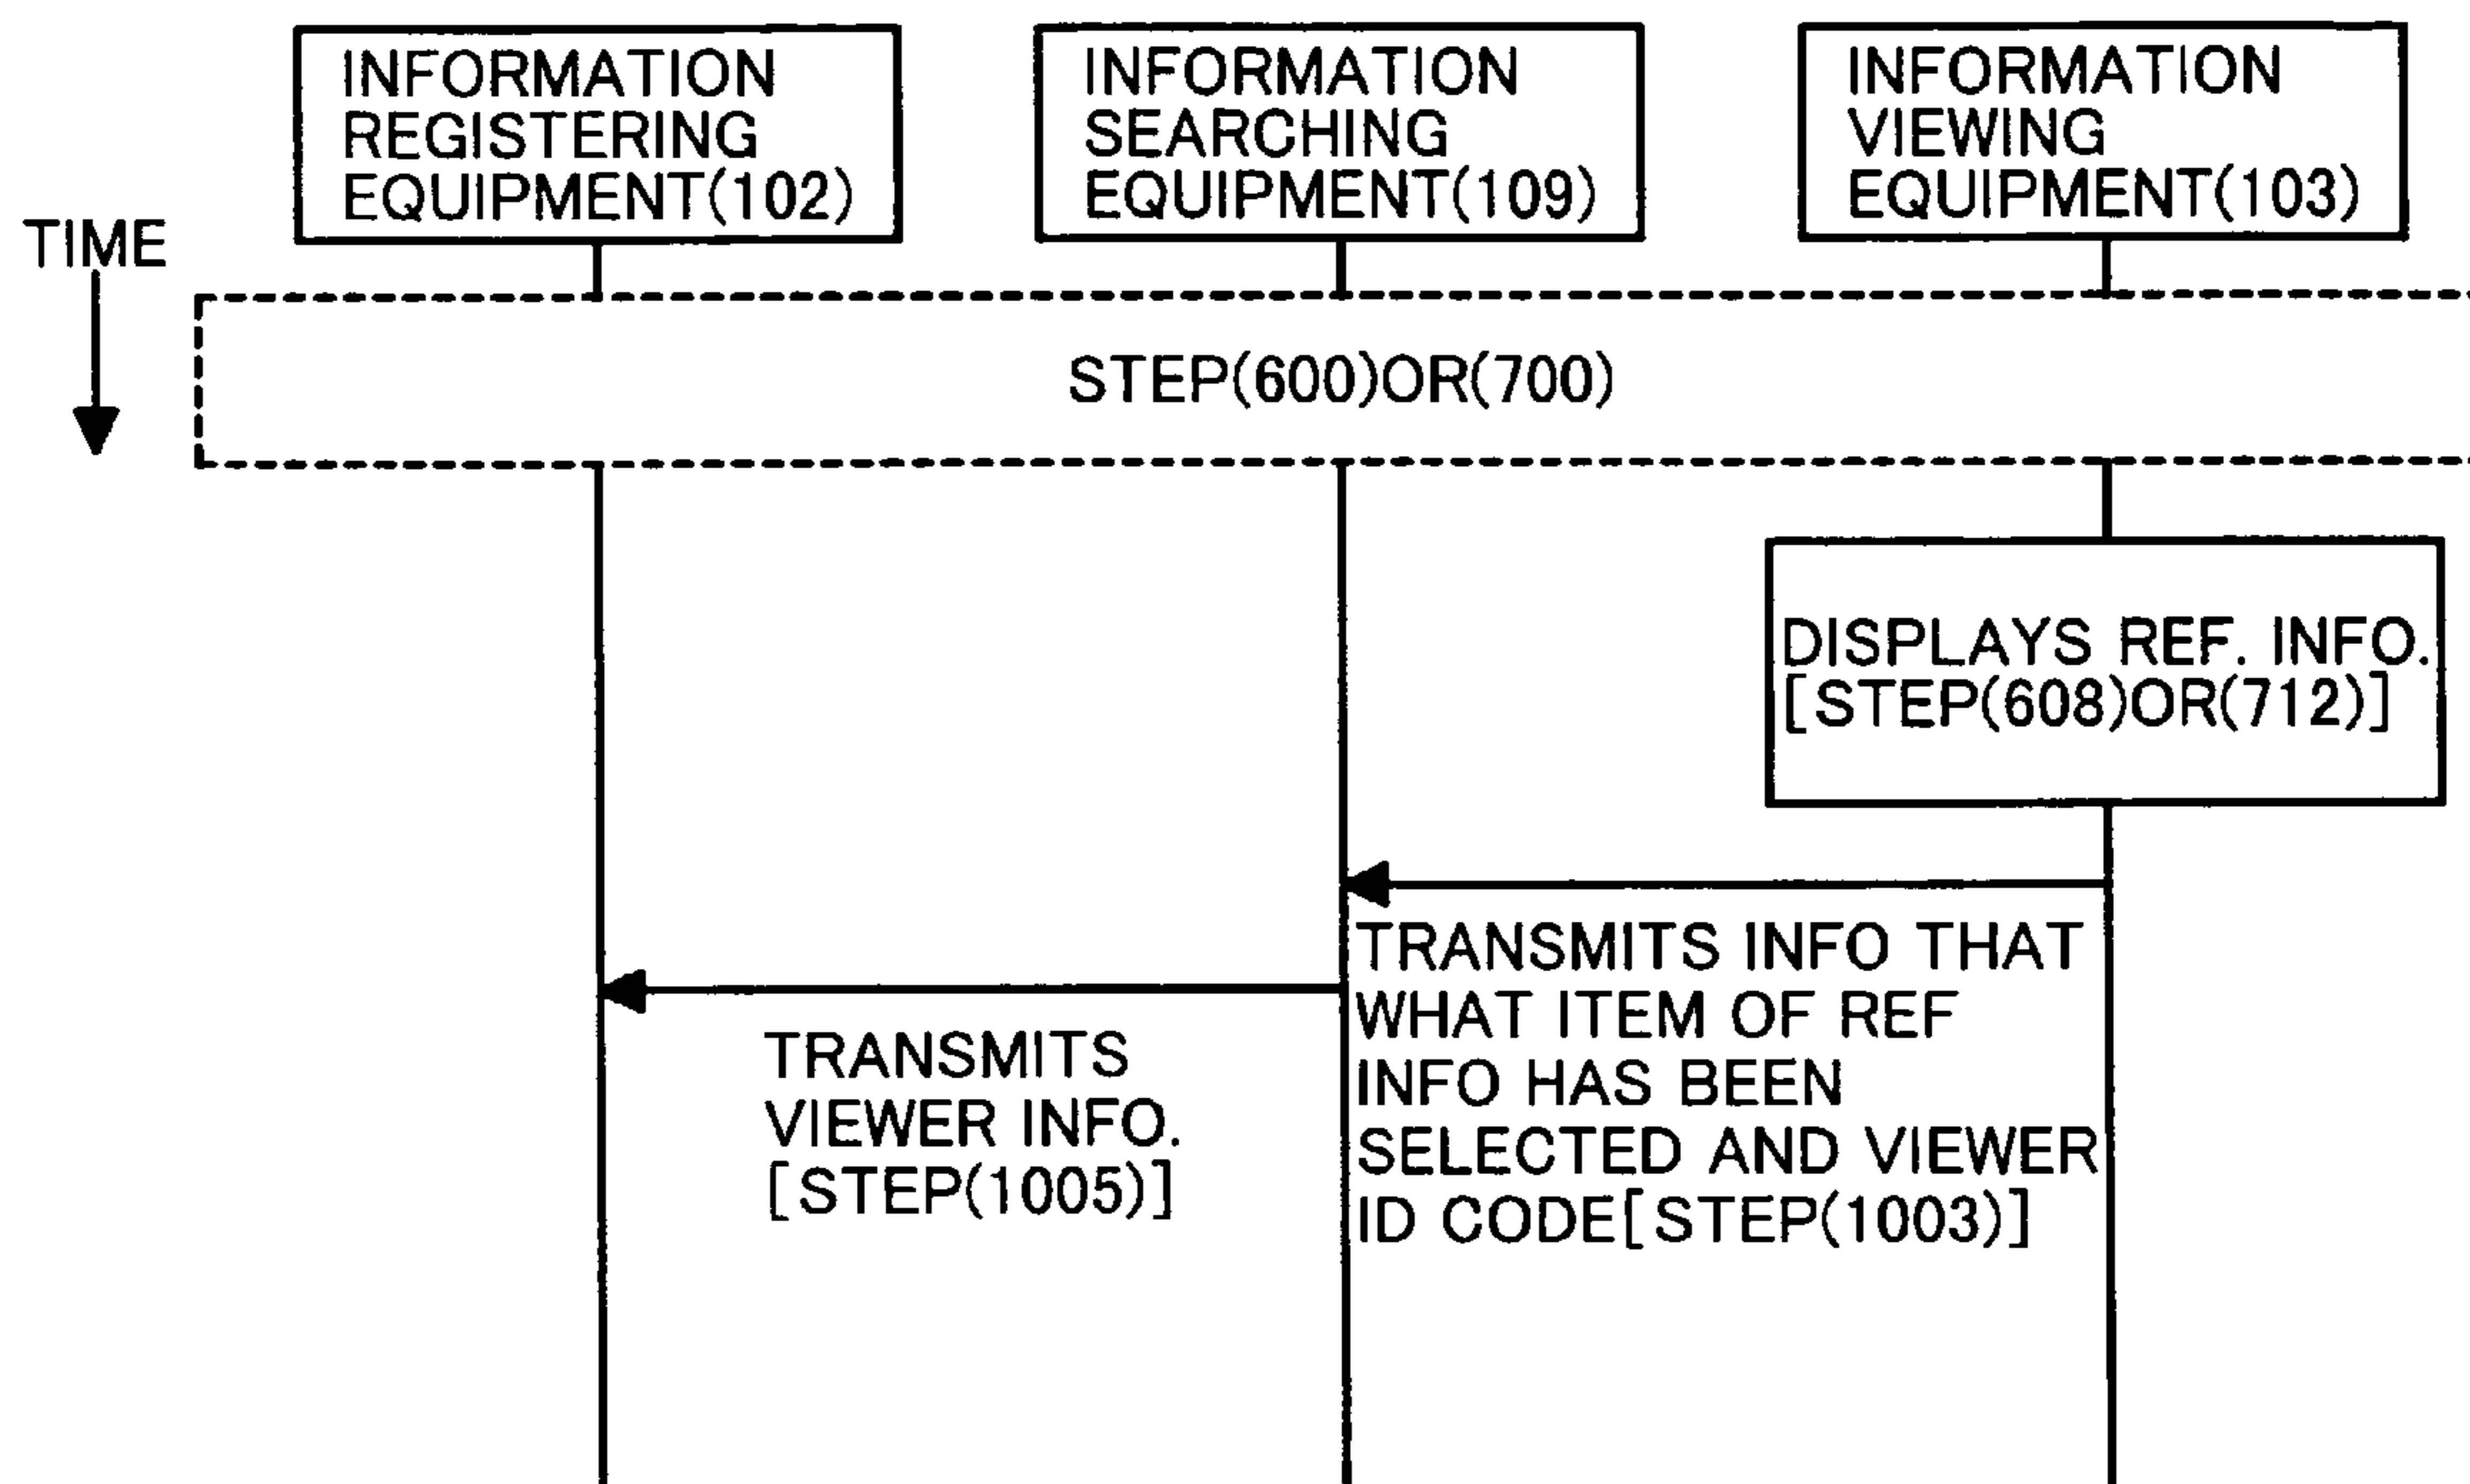 INFORMATION
REGISTERING
EQUIPMENT(102)
INFORMATION
SEARCHING
EQUIPMENT(109)
INFORMATION
VIEWING
EQUIPMENT(103)
TIME
STEP(600)OR(700)
DISPLAYS REF. INFO.
[STEP(608)OR(712)]
TRANSMITS INFO THAT
WHAT ITEM OF REF
INFO HAS BEEN
SELECTED AND VIEWER
ID CODE[STEP(1003)]
TRANSMITS
VIEWER INFO.
[STEP(1005)]